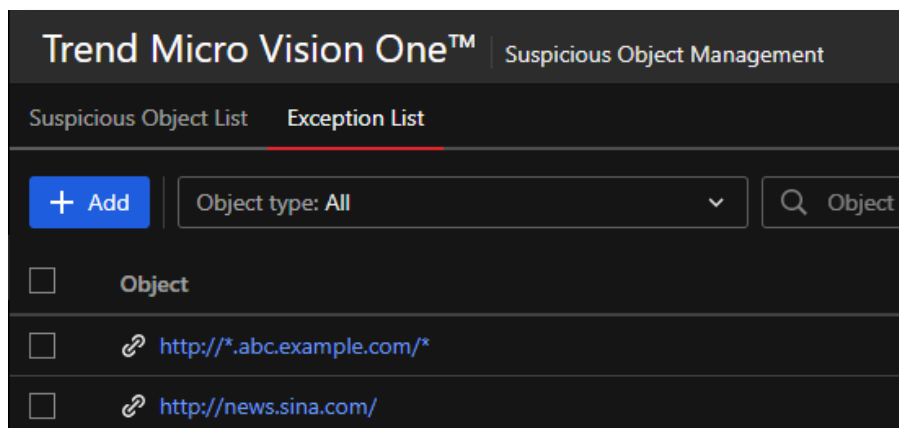 Trend Micro Vision One™ Suspicious Object Management
Suspicious Object List Exception List
+ Add Object type: All Object
Object
http://*.abc.example.com/*
http://news.sina.com/